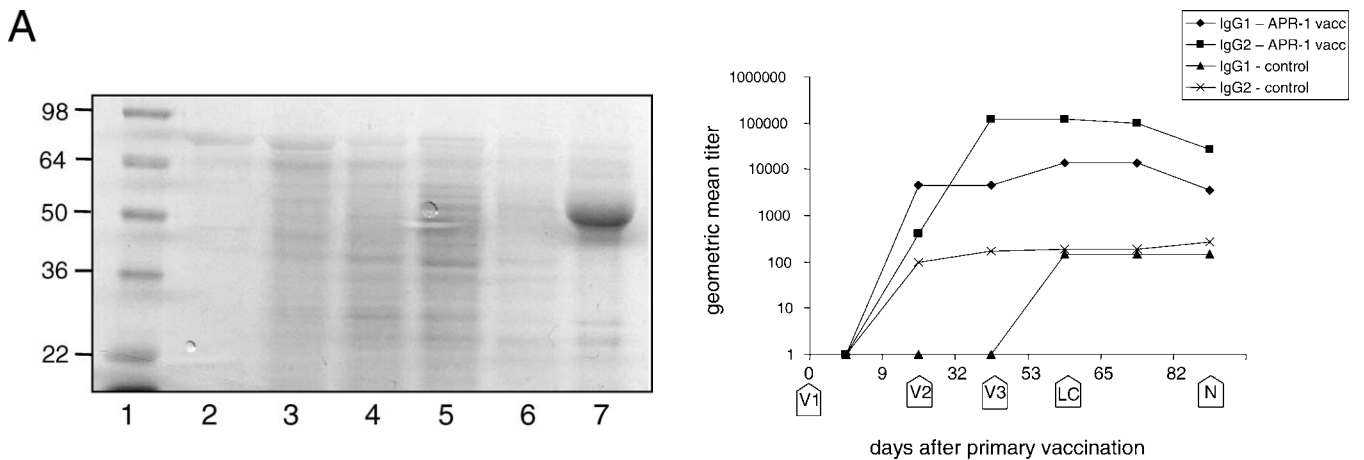 A
98
64
50
36
22
1 2 3 4 5 6 7
IgG1 – APR-1 vacc
IgG2 – APR-1 vacc
IgG1 - control
IgG2 - control
geometric mean titer
1000000
100000
10000
1000
100
10
1
0 9 32 53 65 82
V1 V2 V3 LC N
days after primary vaccination